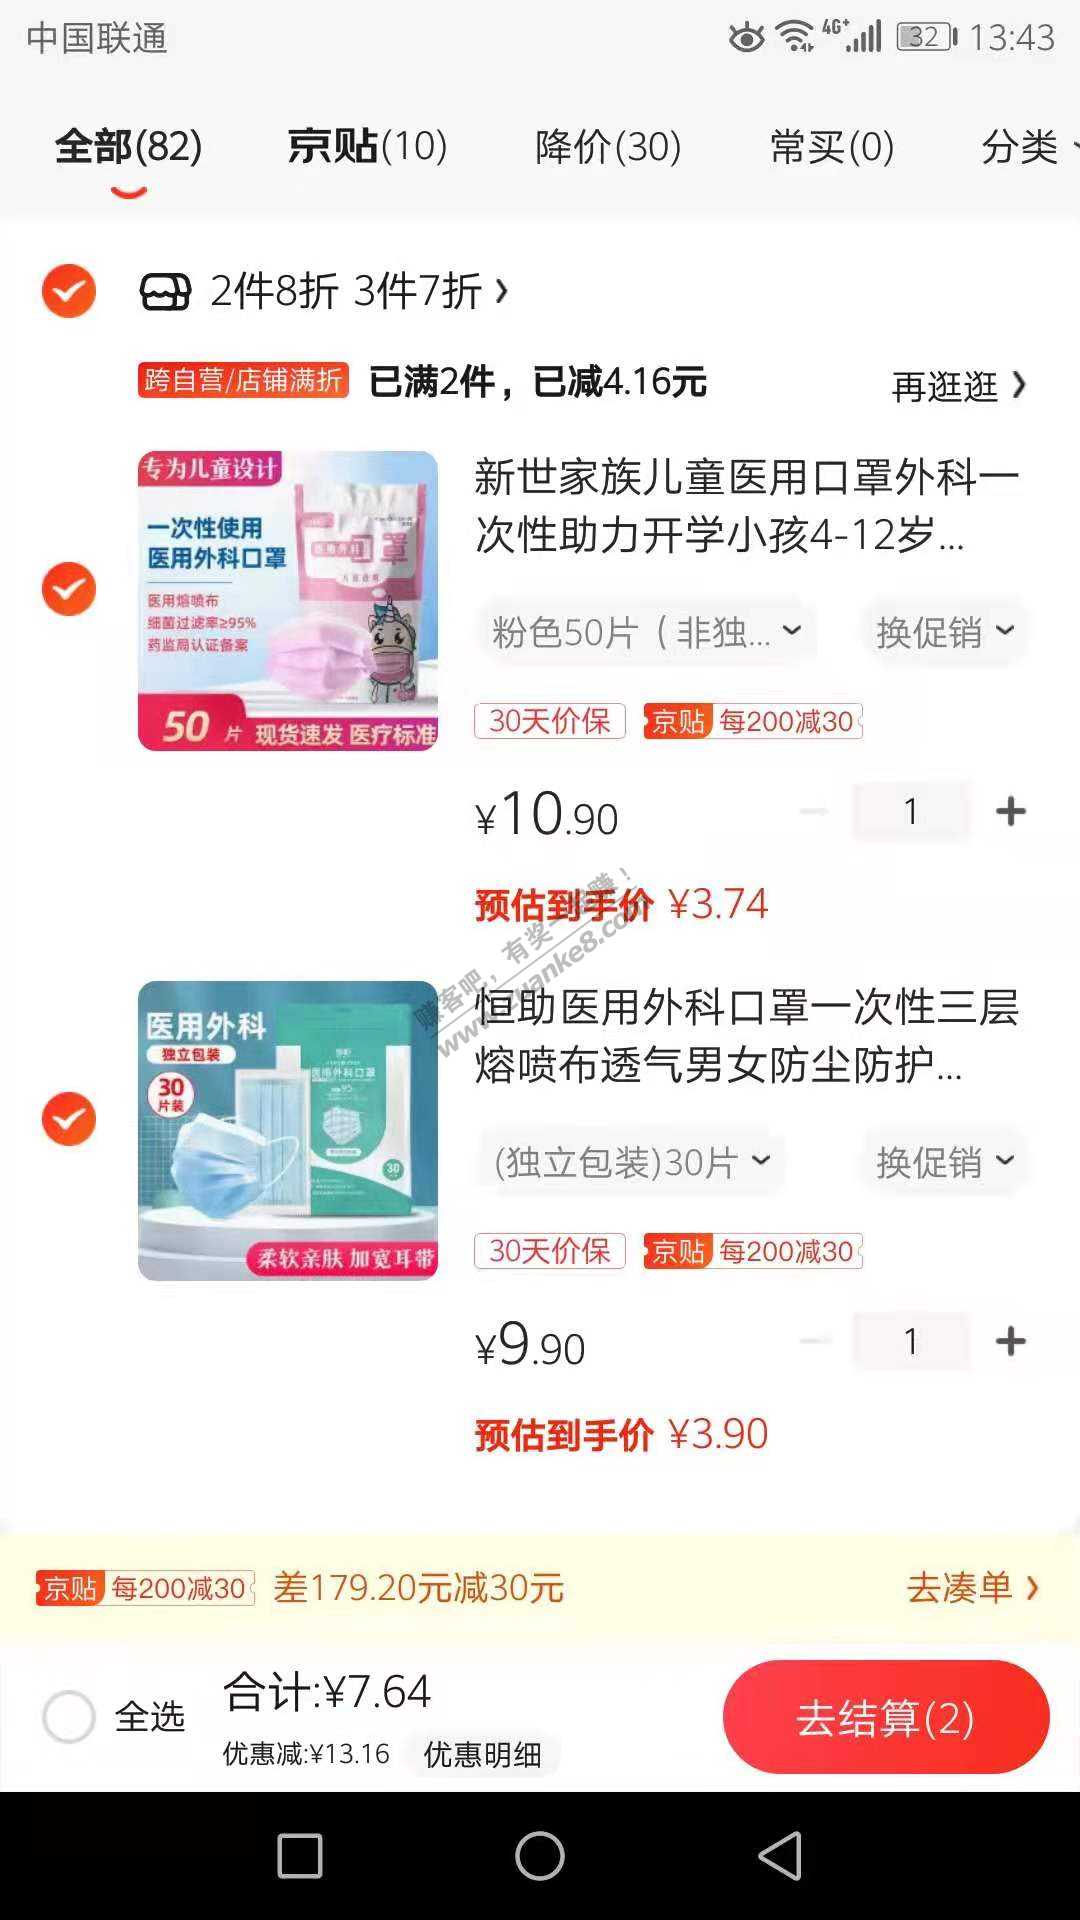 中国联通 4G+ 32 13:43
全部(82) 京贴(10) 降价(30) 常买(0) 分类
2件8折 3件7折 ›
跨自营/店铺满折 已满2件，已减4.16元 再逛逛 ›
专为儿童设计
一次性使用
医用外科口罩
医用熔喷布
细菌过滤率≥95%
药监局认证备案
50 片 现货速发 医疗标准
新世家族儿童医用口罩外科一
次性助力开学小孩4-12岁...
粉色50片（非独... 换促销
30天价保 京贴 每200减30
¥10.90 1 +
预估到手价 ¥3.74
赚客吧，有奖一起赚！
www.zuanke8.com
医用外科
独立包装
30
片装
医用外科口罩
30
柔软亲肤 加宽耳带
恒助医用外科口罩一次性三层
熔喷布透气男女防尘防护...
(独立包装)30片 换促销
30天价保 京贴 每200减30
¥9.90 1 +
预估到手价 ¥3.90
京贴 每200减30 差179.20元减30元 去凑单 ›
全选 合计:¥7.64
优惠减:¥13.16 优惠明细
去结算(2)